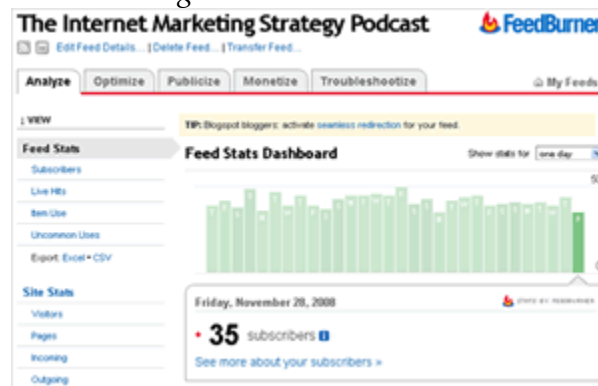 The Internet Marketing Strategy Podcast
FeedBurner
Edit Feed Details... | Delete Feed... | Transfer Feed...
Analyze Optimize Publicize Monetize Troubleshootize My Feeds
VIEW
TIP: Blogspot bloggers: activate seamless redirection for your feed.
Feed Stats
Feed Stats Dashboard
Show stats for one day
Subscribers
Live Hits
Item Use
Uncommon Uses
Export: Excel • CSV
Site Stats
Friday, November 28, 2008
STATS BY FEEDBURNER
Visitors
35 subscribers
Pages
See more about your subscribers »
Incoming
Outgoing